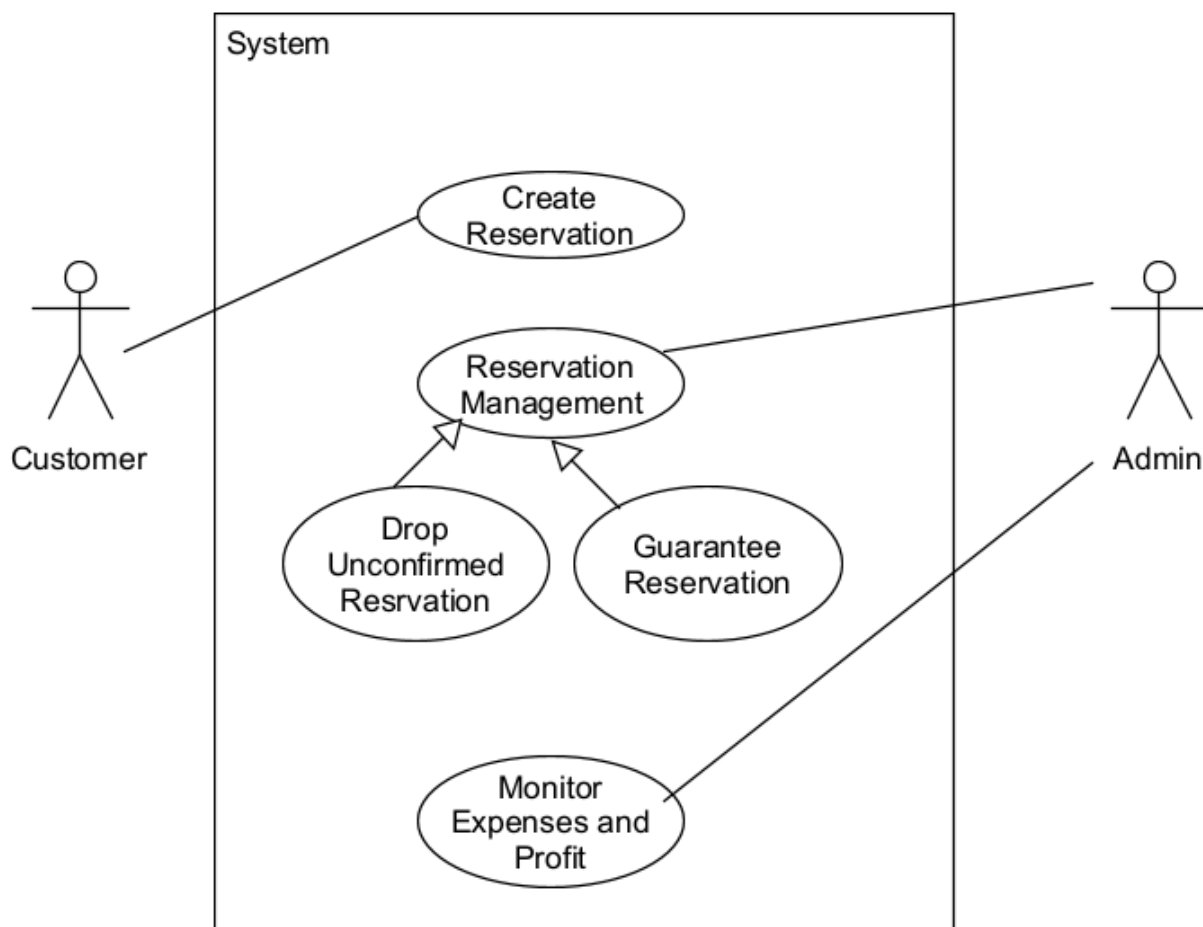 System
Create
Reservation
Reservation
Management
Customer
Admin
Drop
Unconfirmed
Resrvation
Guarantee
Reservation
Monitor
Expenses and
Profit